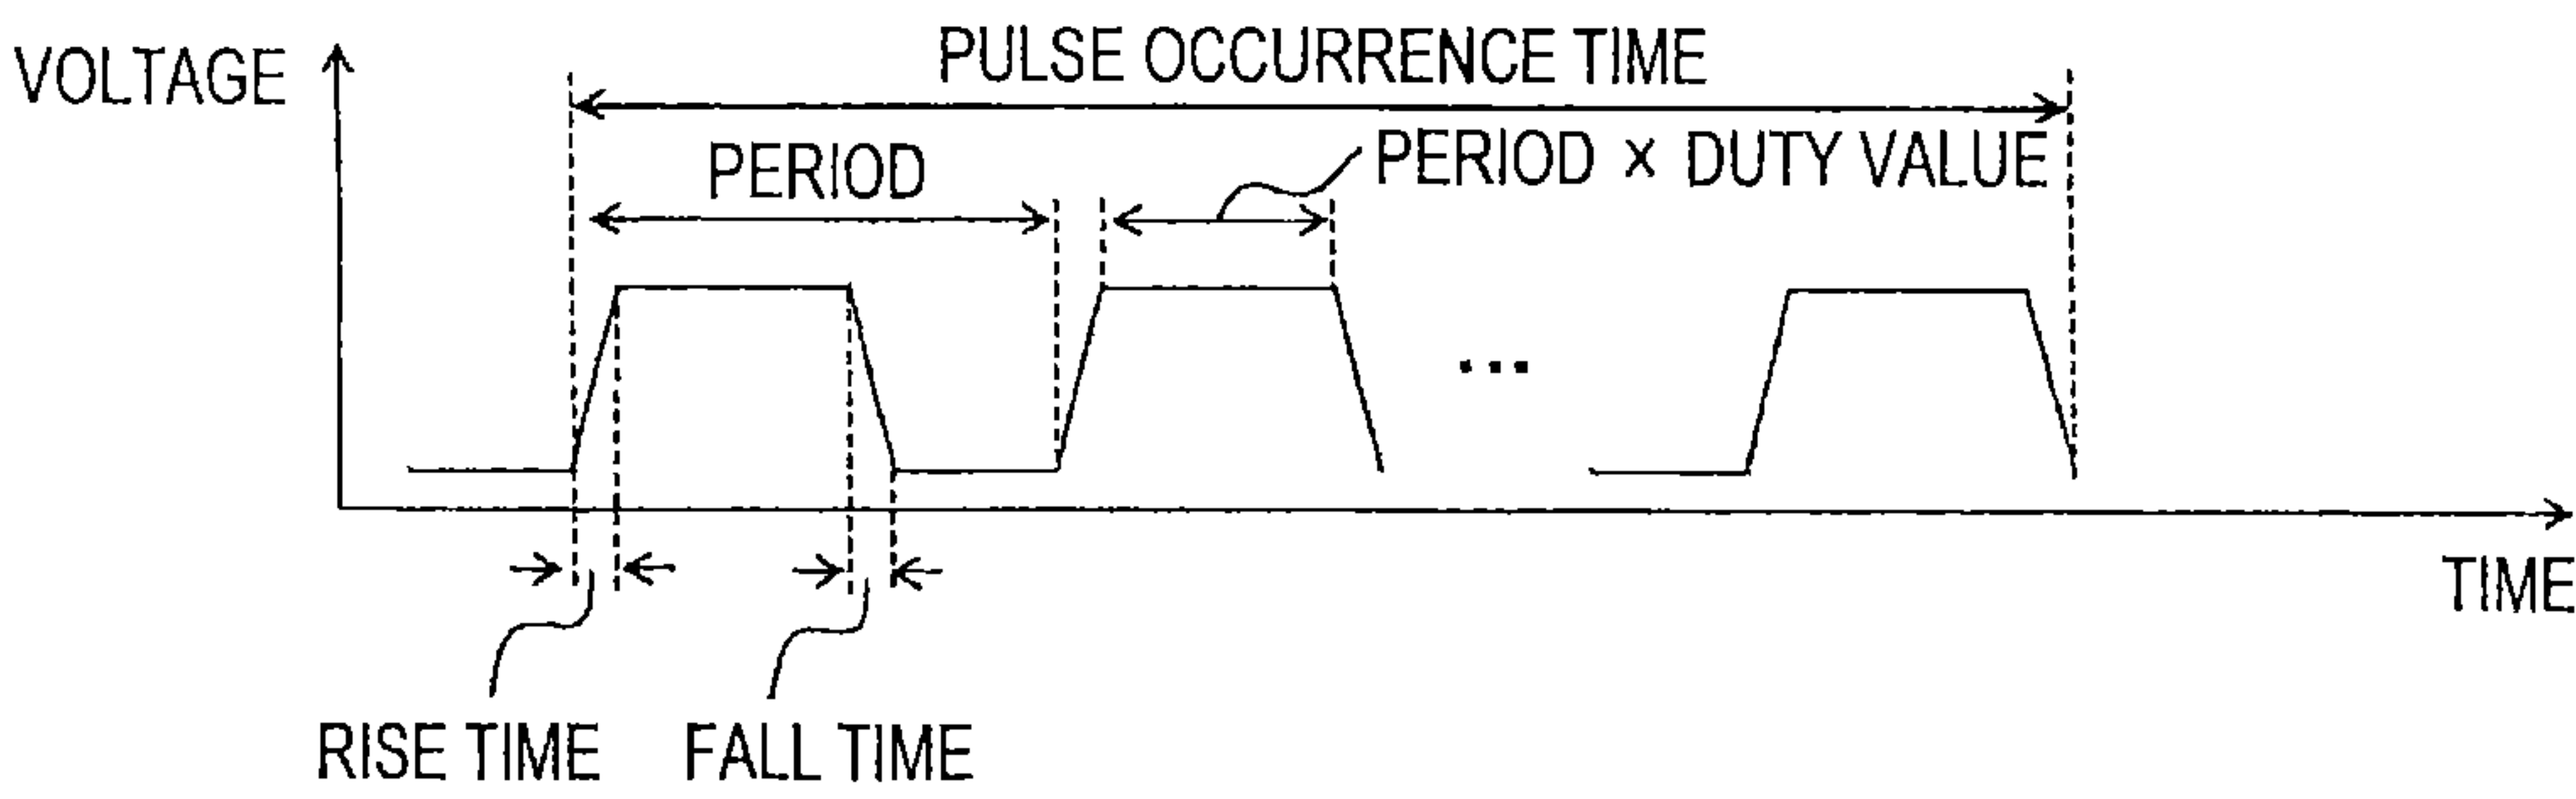 VOLTAGE
PULSE OCCURRENCE TIME
PERIOD
PERIOD × DUTY VALUE
...
TIME
RISE TIME
FALL TIME